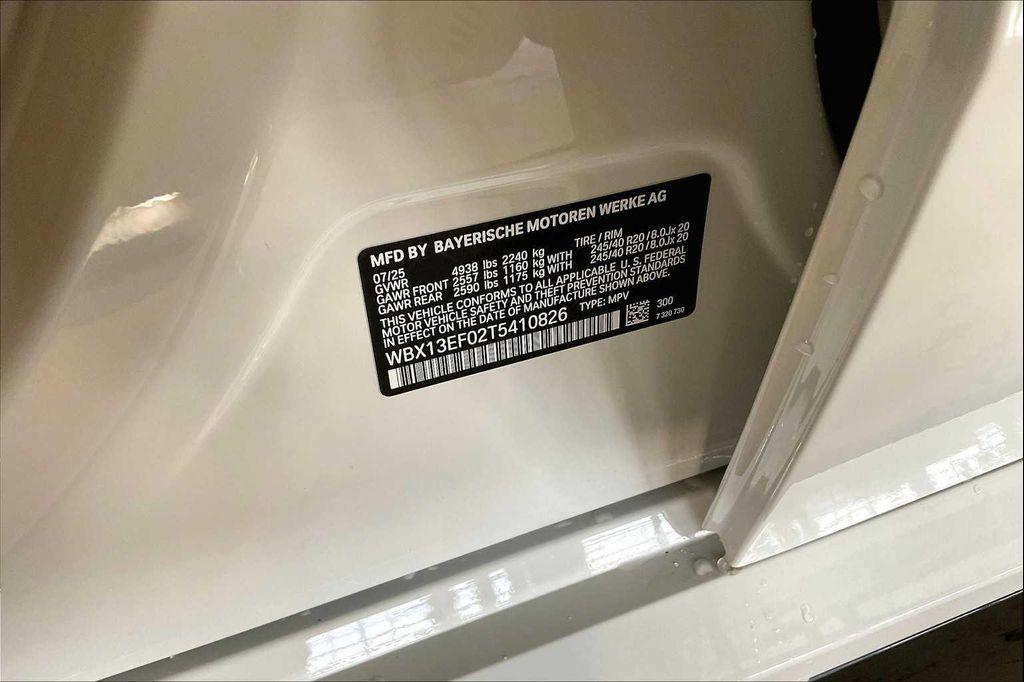 MFD BY BAYERISCHE MOTOREN WERKE AG
07/25 TIRE / RIM
GVWR 4938 lbs 2240 kg
GAWR FRONT 2557 lbs 1160 kg WITH 245/40 R20 / 8.0Jx 20
GAWR REAR 2590 lbs 1175 kg WITH 245/40 R20 / 8.0Jx 20
THIS VEHICLE CONFORMS TO ALL APPLICABLE U.S. FEDERAL
MOTOR VEHICLE SAFETY AND THEFT PREVENTION STANDARDS
IN EFFECT ON THE DATE OF MANUFACTURE SHOWN ABOVE.
TYPE: MPV 300
WBX13EF02T5410826
7 320 730